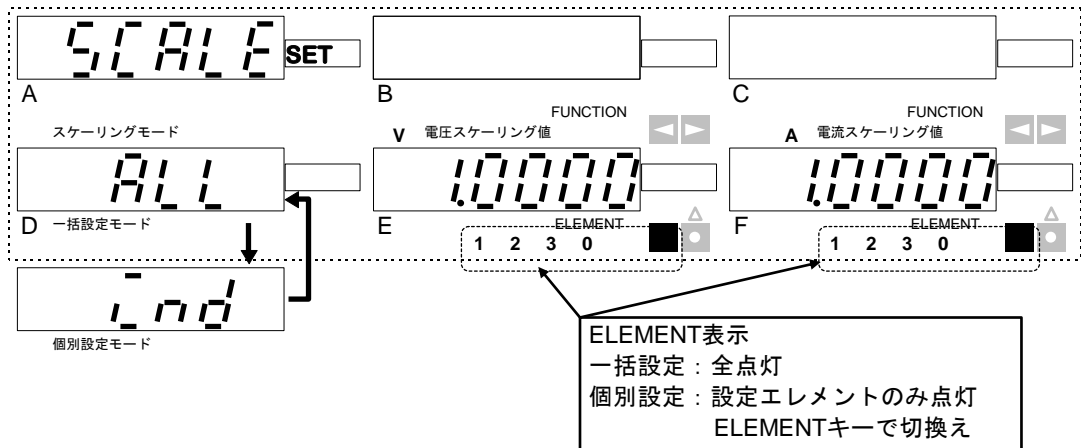 SCALE SET
A B C
FUNCTION FUNCTION
スケーリングモード V 電圧スケーリング値 A 電流スケーリング値
ALL 1.0000 1.0000
D 一括設定モード E ELEMENT F ELEMENT
1 2 3 0 1 2 3 0
ind
個別設定モード
ELEMENT表示
一括設定：全点灯
個別設定：設定エレメントのみ点灯
ELEMENTキーで切換え